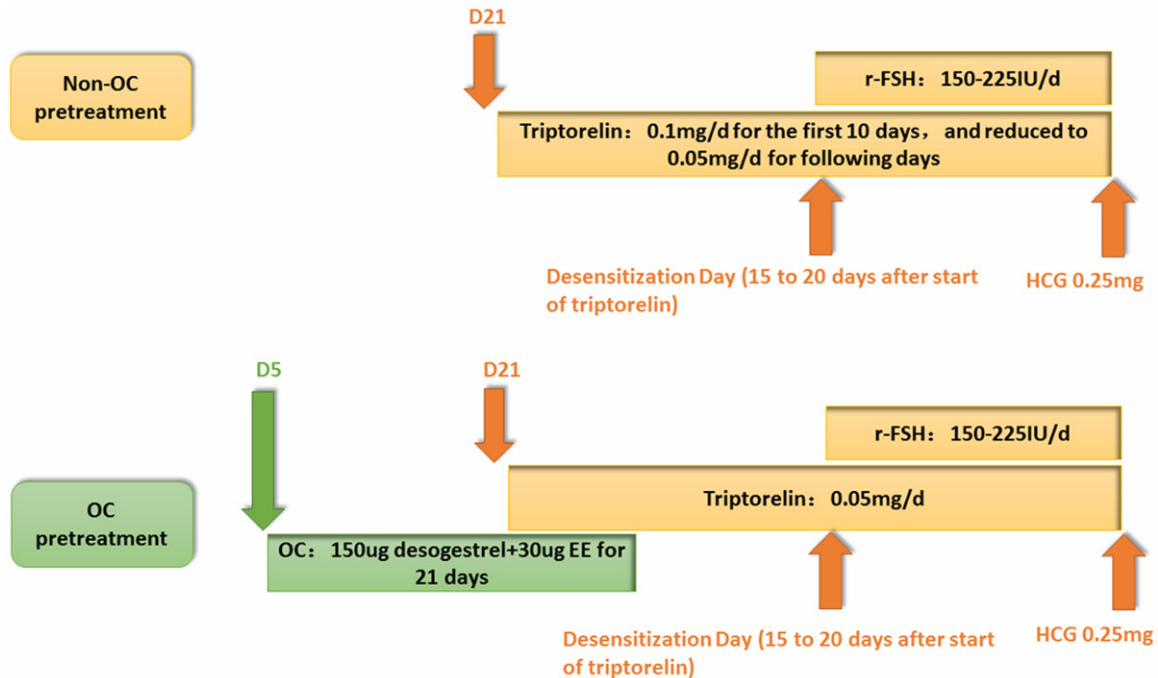 D21
Non-OC
pretreatment
r-FSH：150-225IU/d
Triptorelin：0.1mg/d for the first 10 days，and reduced to
0.05mg/d for following days
Desensitization Day (15 to 20 days after start
of triptorelin)
HCG 0.25mg
D5
D21
r-FSH：150-225IU/d
OC
pretreatment
Triptorelin：0.05mg/d
OC：150ug desogestrel+30ug EE for
21 days
Desensitization Day (15 to 20 days after start
of triptorelin)
HCG 0.25mg